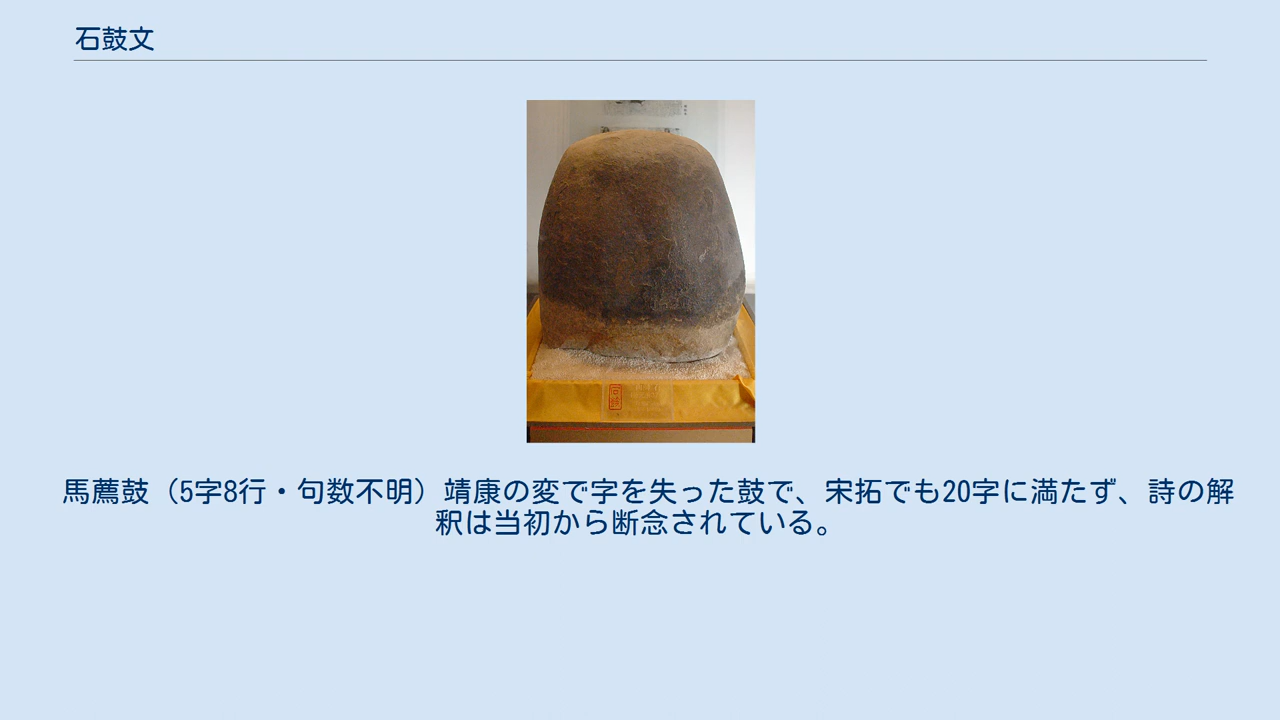 石鼓文
石鼓
馬薦鼓（5字8行・句数不明）靖康の変で字を失った鼓で、宋拓でも20字に満たず、詩の解
釈は当初から断念されている。